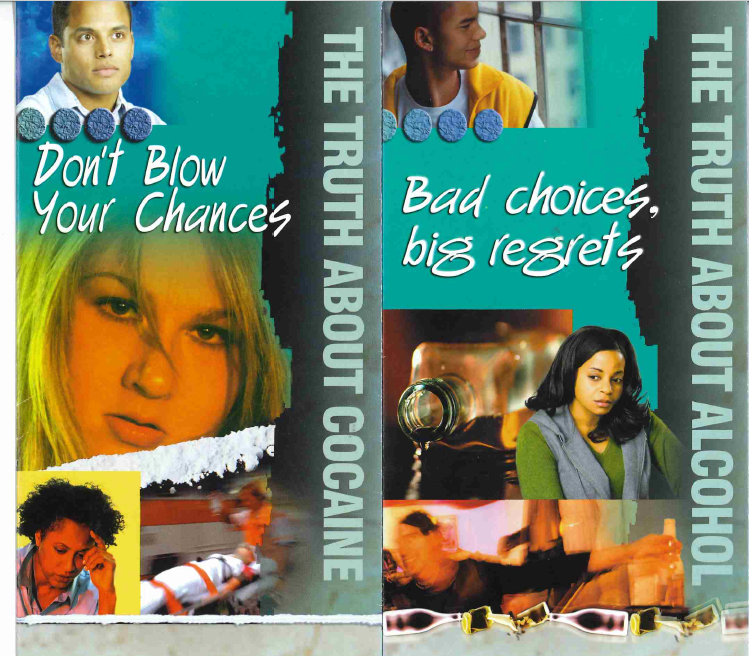 Don't Blow
Your Chances
THE TRUTH ABOUT COCAINE
Bad choices,
big regrets
THE TRUTH ABOUT ALCOHOL